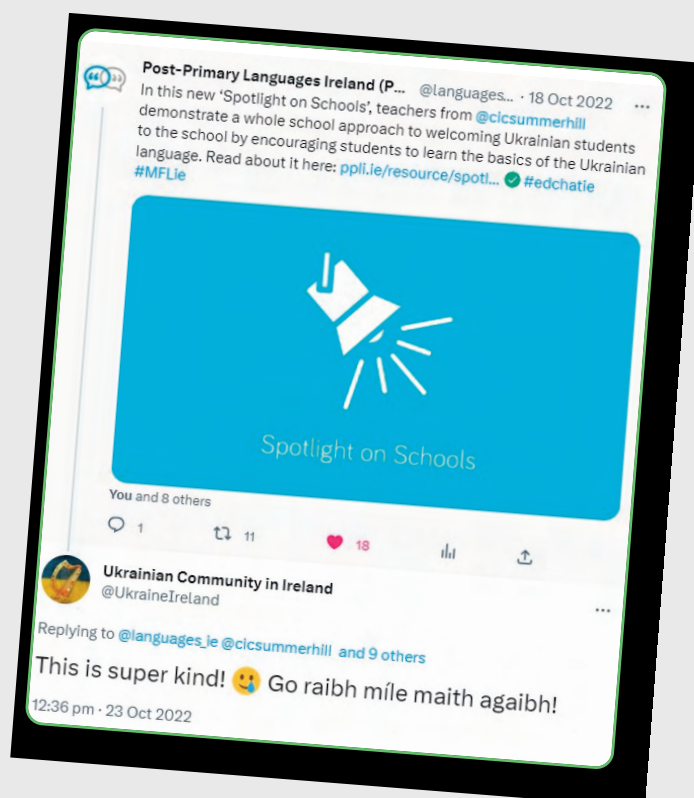 Post-Primary Languages Ireland (P... @languages... · 18 Oct 2022 ...
In this new ‘Spotlight on Schools’, teachers from @cicsummerhill
demonstrate a whole school approach to welcoming Ukrainian students
to the school by encouraging students to learn the basics of the Ukrainian
language. Read about it here: ppli.ie/resource/spotl... ✅ #edchatie
#MFLie
Spotlight on Schools
You and 8 others
1 11 18
Ukrainian Community in Ireland
@UkraineIreland ...
Replying to @languages_ie @cicsummerhill and 9 others
This is super kind! 🥲 Go raibh míle maith agaibh!
12:36 pm · 23 Oct 2022